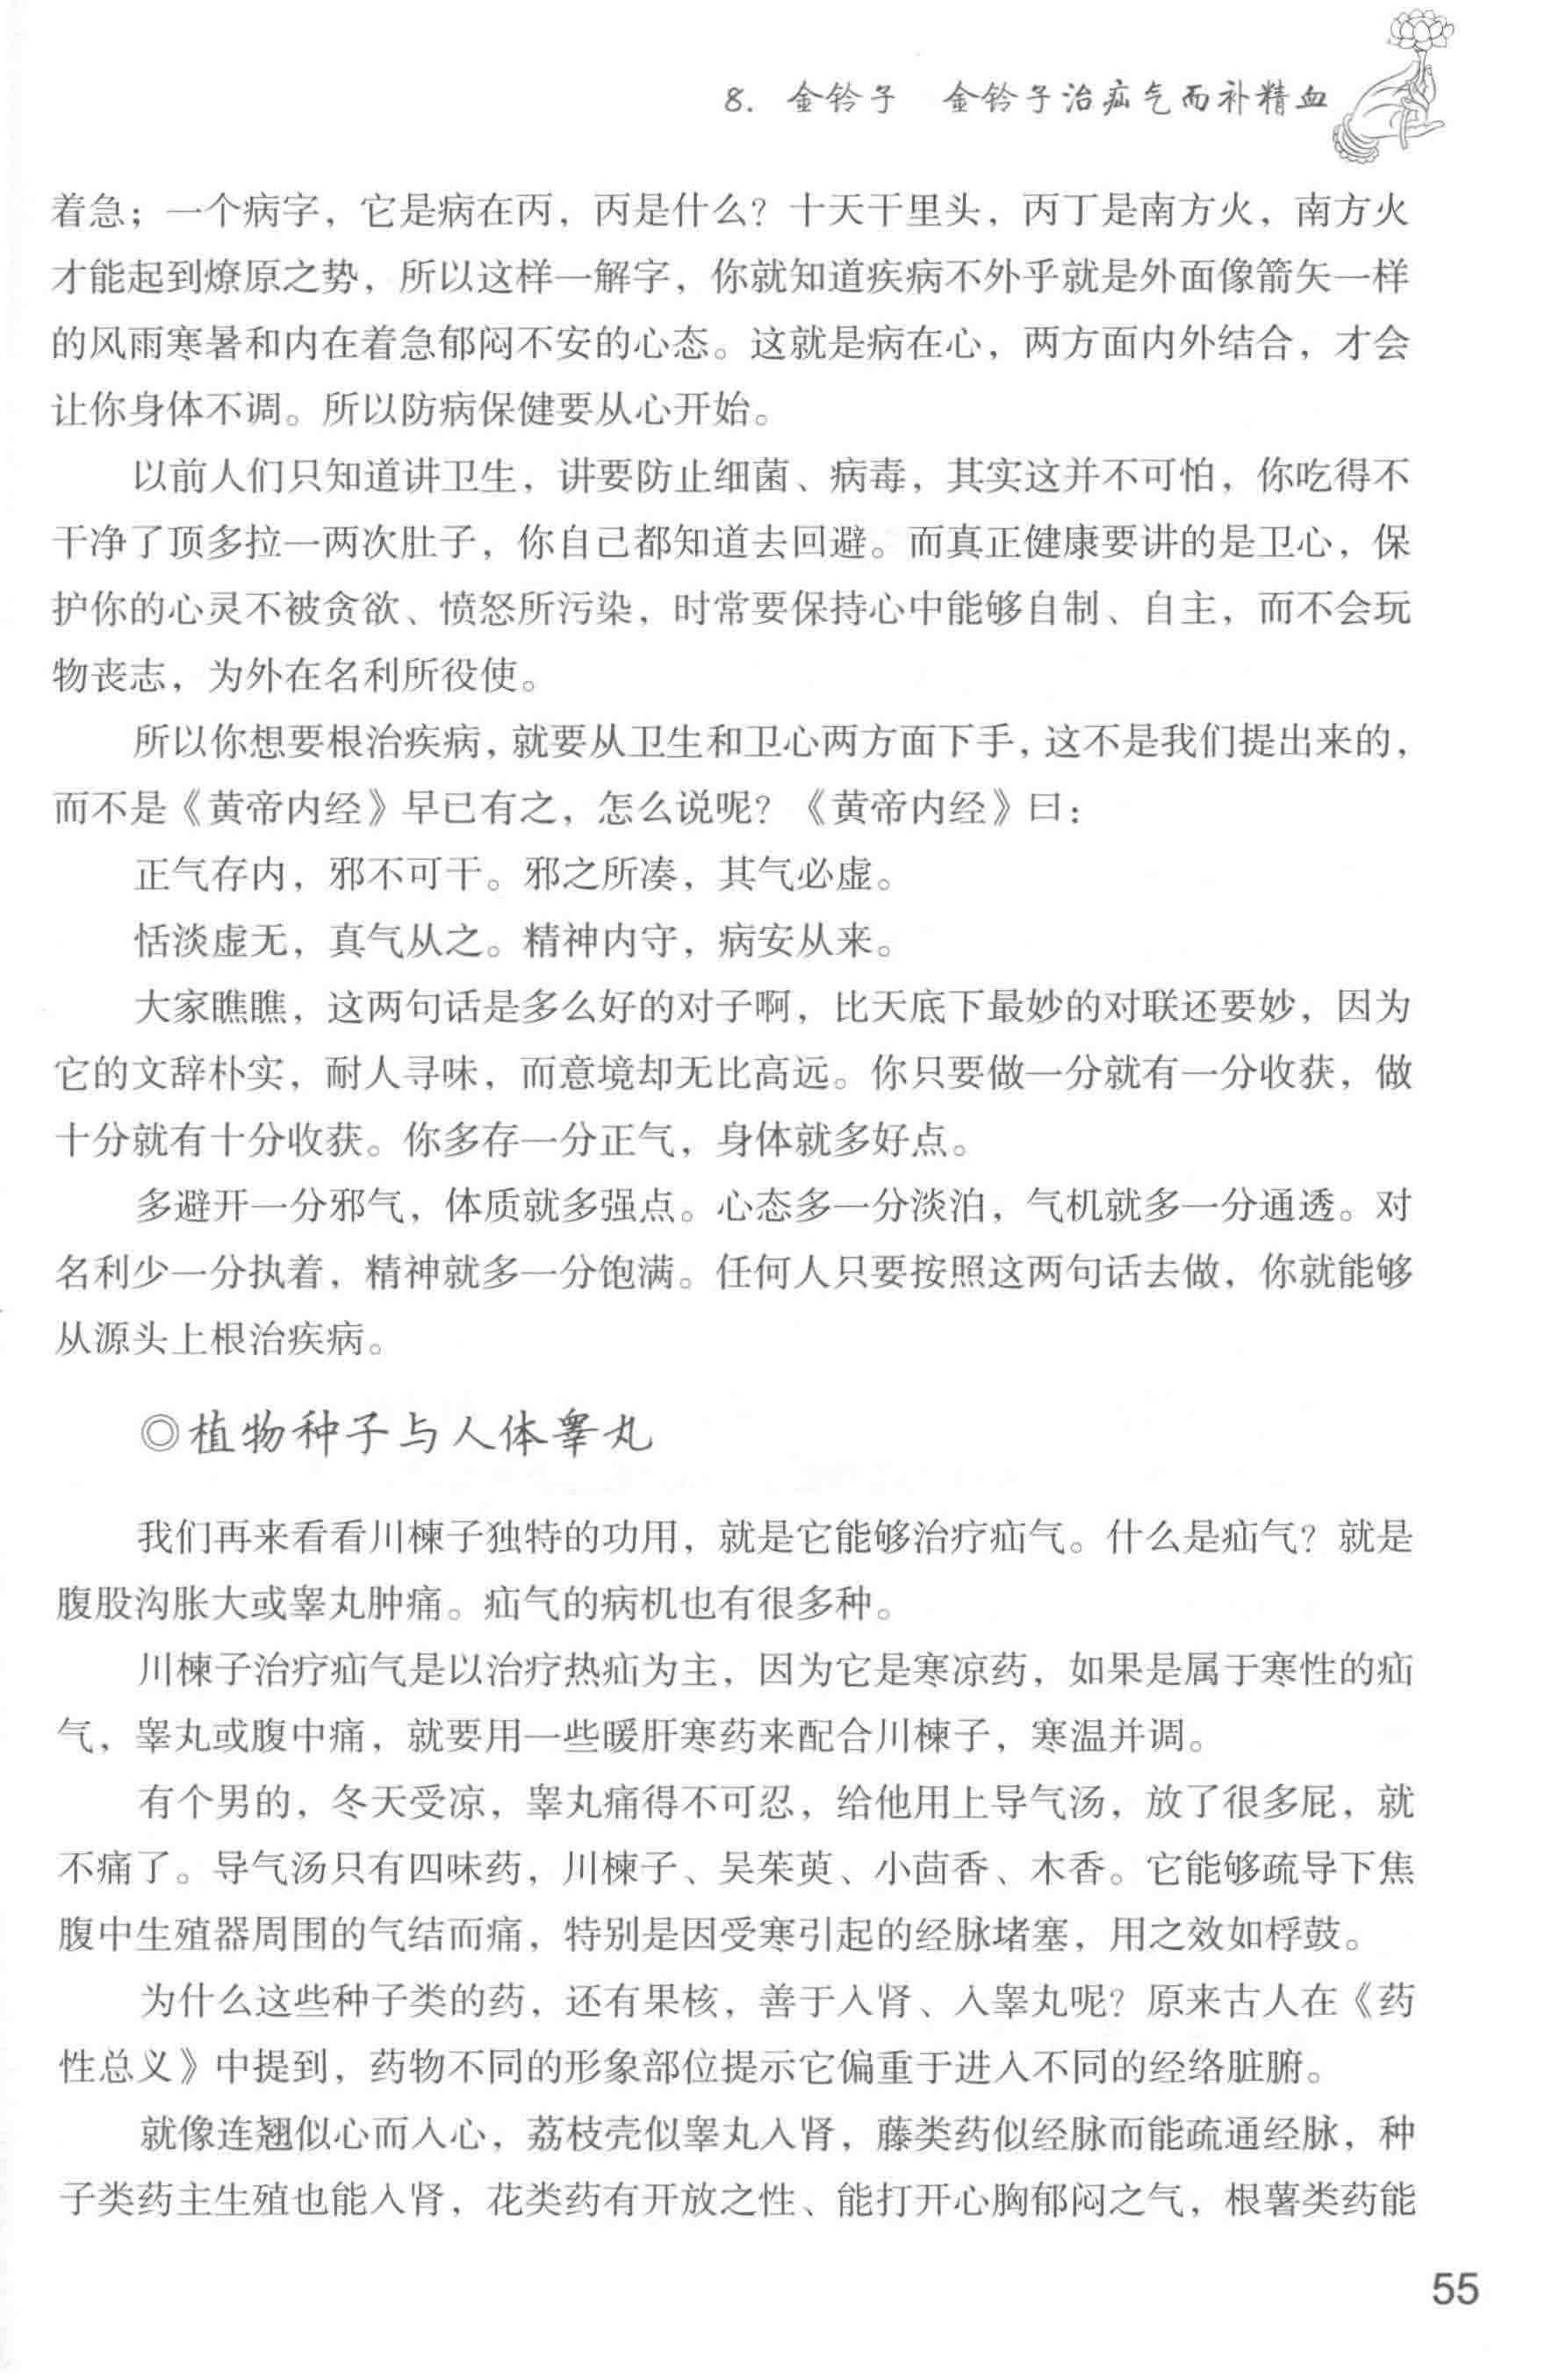 8. 金铃子　金铃子治疝气而补精血
着急；一个病字，它是病在丙，丙是什么？十天干里头，丙丁是南方火，南方火
才能起到燎原之势，所以这样一解字，你就知道疾病不外乎就是外面像箭矢一样
的风雨寒暑和内在着急郁闷不安的心态。这就是病在心，两方面内外结合，才会
让你身体不调。所以防病保健要从心开始。
以前人们只知道讲卫生，讲要防止细菌、病毒，其实这并不可怕，你吃得不
干净了顶多拉一两次肚子，你自己都知道去回避。而真正健康要讲的是卫心，保
护你的心灵不被贪欲、愤怒所污染，时常要保持心中能够自制、自主，而不会玩
物丧志，为外在名利所役使。
所以你想要根治疾病，就要从卫生和卫心两方面下手，这不是我们提出来的，
而不是《黄帝内经》早已有之，怎么说呢？《黄帝内经》曰：
正气存内，邪不可干。邪之所凑，其气必虚。
恬淡虚无，真气从之。精神内守，病安从来。
大家瞧瞧，这两句话是多么好的对子啊，比天底下最妙的对联还要妙，因为
它的文辞朴实，耐人寻味，而意境却无比高远。你只要做一分就有一分收获，做
十分就有十分收获。你多存一分正气，身体就多好点。
多避开一分邪气，体质就多强点。心态多一分淡泊，气机就多一分通透。对
名利少一分执着，精神就多一分饱满。任何人只要按照这两句话去做，你就能够
从源头上根治疾病。
◎植物种子与人体睾丸
我们再来看看川楝子独特的功用，就是它能够治疗疝气。什么是疝气？就是
腹股沟胀大或睾丸肿痛。疝气的病机也有很多种。
川楝子治疗疝气是以治疗热疝为主，因为它是寒凉药，如果是属于寒性的疝
气，睾丸或腹中痛，就要用一些暖肝寒药来配合川楝子，寒温并调。
有个男的，冬天受凉，睾丸痛得不可忍，给他用上导气汤，放了很多屁，就
不痛了。导气汤只有四味药，川楝子、吴茱萸、小茴香、木香。它能够疏导下焦
腹中生殖器周围的气结而痛，特别是因受寒引起的经脉堵塞，用之效如桴鼓。
为什么这些种子类的药，还有果核，善于入肾、入睾丸呢？原来古人在《药
性总义》中提到，药物不同的形象部位提示它偏重于进入不同的经络脏腑。
就像连翘似心而入心，荔枝壳似睾丸入肾，藤类药似经脉而能疏通经脉，种
子类药主生殖也能入肾，花类药有开放之性、能打开心胸郁闷之气，根薯类药能
55